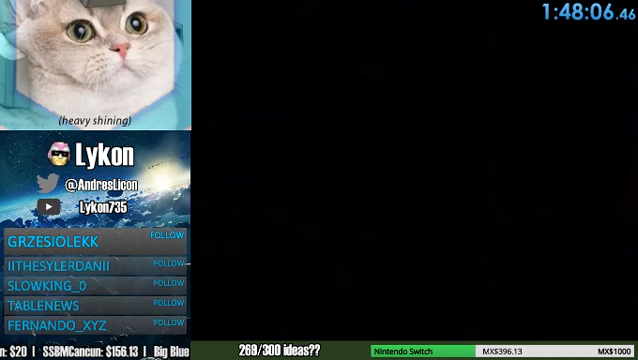 1:48:06.46
(heavy shining)
Lykon
@AndresLicon
Lykon735
GRZESIOLEKK FOLLOW
IITHESYLERDANII FOLLOW
SLOWKING_0 FOLLOW
TABLENEWS FOLLOW
FERNANDO_XYZ FOLLOW
n: $20 | SSBMCancun: $156.13 | Big Blue
269/300 ideas??
Nintendo Switch MX$396.13 MX$1000